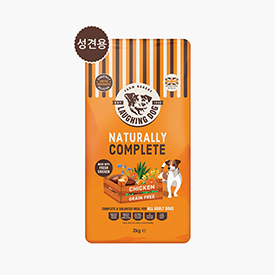 성견용
LAUGHING DOG
NATURALLY
COMPLETE
MADE WITH
FRESH
CHICKEN
CHICKEN
GRAIN FREE
COMPLETE & BALANCED MEAL FOR ALL ADULT DOGS
2kg e